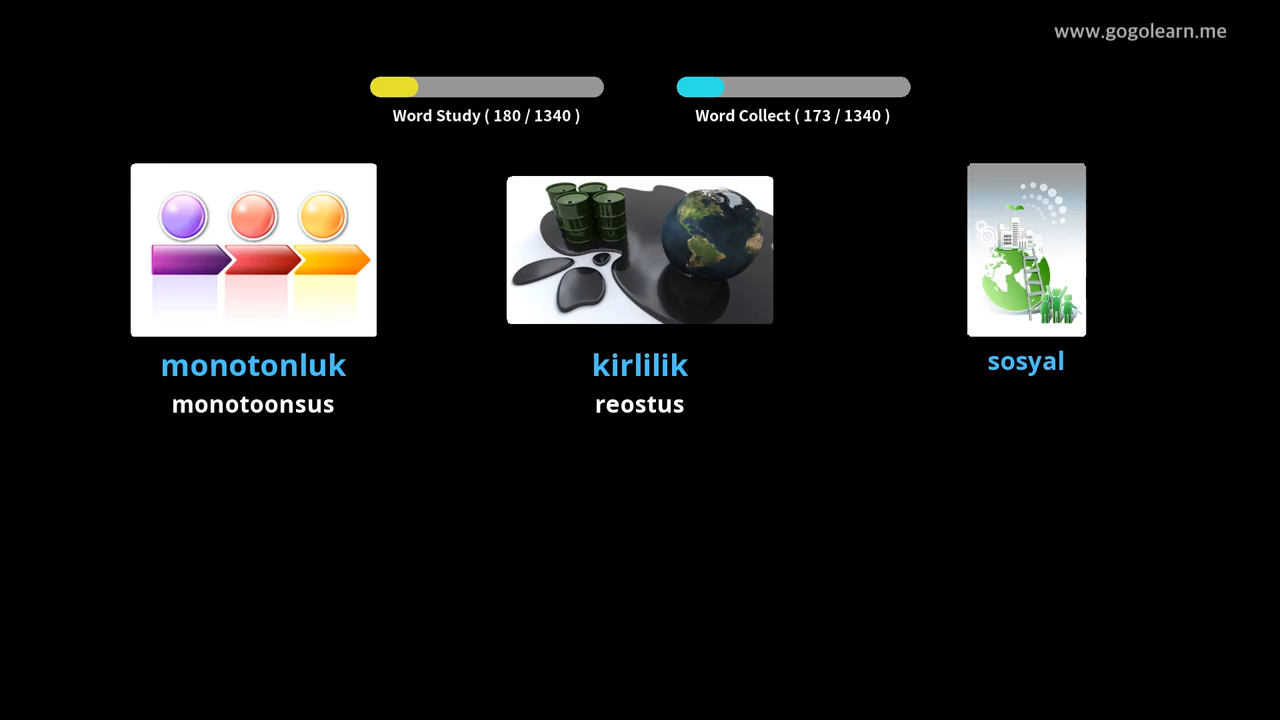 www.gogolearn.me
Word Study ( 180 / 1340 )
Word Collect ( 173 / 1340 )
monotonluk
monotoonsus
kirlilik
reostus
sosyal